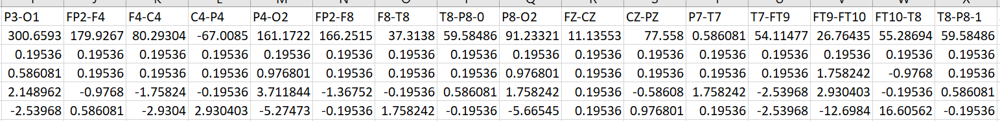 P3-O1 FP2-F4 F4-C4 C4-P4 P4-O2 FP2-F8 F8-T8 T8-P8-0 P8-O2 FZ-CZ CZ-PZ P7-T7 T7-FT9 FT9-FT10 FT10-T8 T8-P8-1
300.6593 179.9267 80.29304 -67.0085 161.1722 166.2515 37.3138 59.58486 91.23321 11.13553 77.558 0.586081 54.11477 26.76435 55.28694 59.58486
0.19536 0.19536 0.19536 0.19536 0.19536 0.19536 0.19536 0.19536 0.19536 0.19536 0.19536 0.19536 0.19536 0.19536 0.19536 0.19536
0.586081 0.19536 0.19536 0.19536 0.976801 0.19536 0.19536 0.19536 0.976801 0.19536 0.19536 0.19536 0.19536 1.758242 -0.9768 0.19536
2.148962 -0.9768 -1.75824 -0.19536 3.711844 -1.36752 -0.19536 0.586081 1.758242 0.19536 -0.58608 1.758242 -2.53968 2.930403 -0.19536 0.586081
-2.53968 0.586081 -2.9304 2.930403 -5.27473 -0.19536 1.758242 -0.19536 -5.66545 0.19536 0.976801 0.19536 -2.53968 -12.6984 16.60562 -0.19536